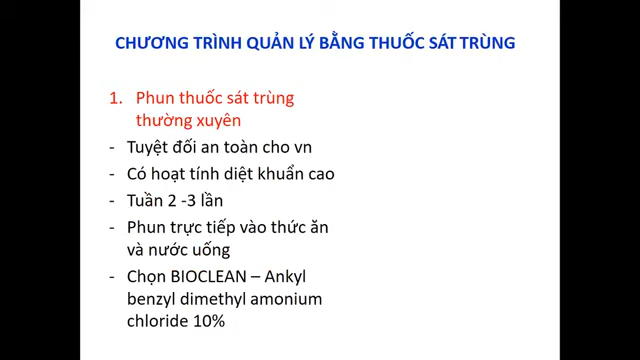 CHƯƠNG TRÌNH QUẢN LÝ BẰNG THUỐC SÁT TRÙNG
1. Phun thuốc sát trùng
thường xuyên
- Tuyệt đối an toàn cho vn
- Có hoạt tính diệt khuẩn cao
- Tuần 2 -3 lần
- Phun trực tiếp vào thức ăn
và nước uống
- Chọn BIOCLEAN – Ankyl
benzyl dimethyl amonium
chloride 10%